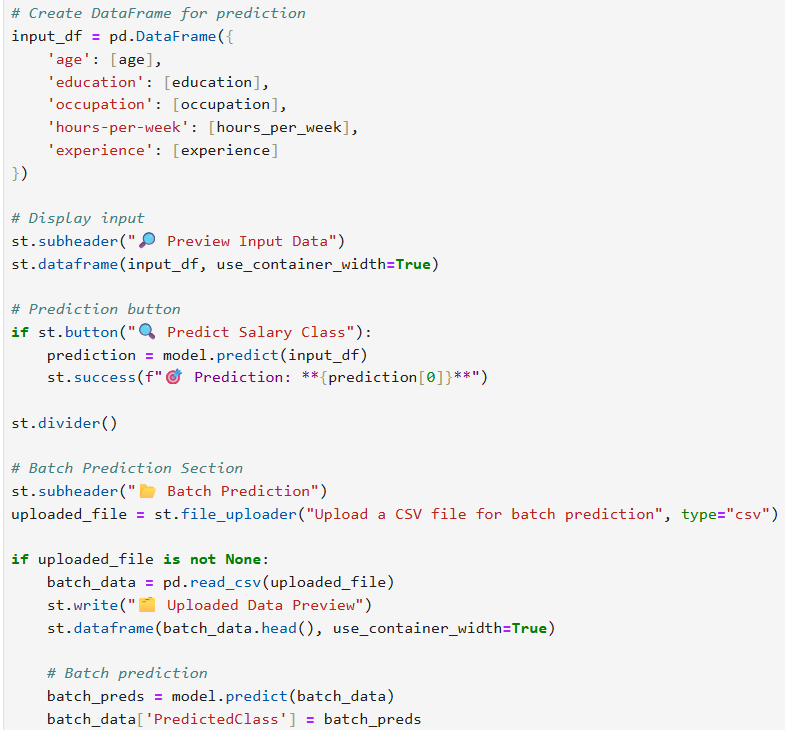 # Create DataFrame for prediction
input_df = pd.DataFrame({
    'age': [age],
    'education': [education],
    'occupation': [occupation],
    'hours-per-week': [hours_per_week],
    'experience': [experience]
})

# Display input
st.subheader("🔎 Preview Input Data")
st.dataframe(input_df, use_container_width=True)

# Prediction button
if st.button("🔍 Predict Salary Class"):
    prediction = model.predict(input_df)
    st.success(f"🎯 Prediction: **{prediction[0]}**")

st.divider()

# Batch Prediction Section
st.subheader("📂 Batch Prediction")
uploaded_file = st.file_uploader("Upload a CSV file for batch prediction", type="csv")

if uploaded_file is not None:
    batch_data = pd.read_csv(uploaded_file)
    st.write("🗂️ Uploaded Data Preview")
    st.dataframe(batch_data.head(), use_container_width=True)

    # Batch prediction
    batch_preds = model.predict(batch_data)
    batch_data['PredictedClass'] = batch_preds